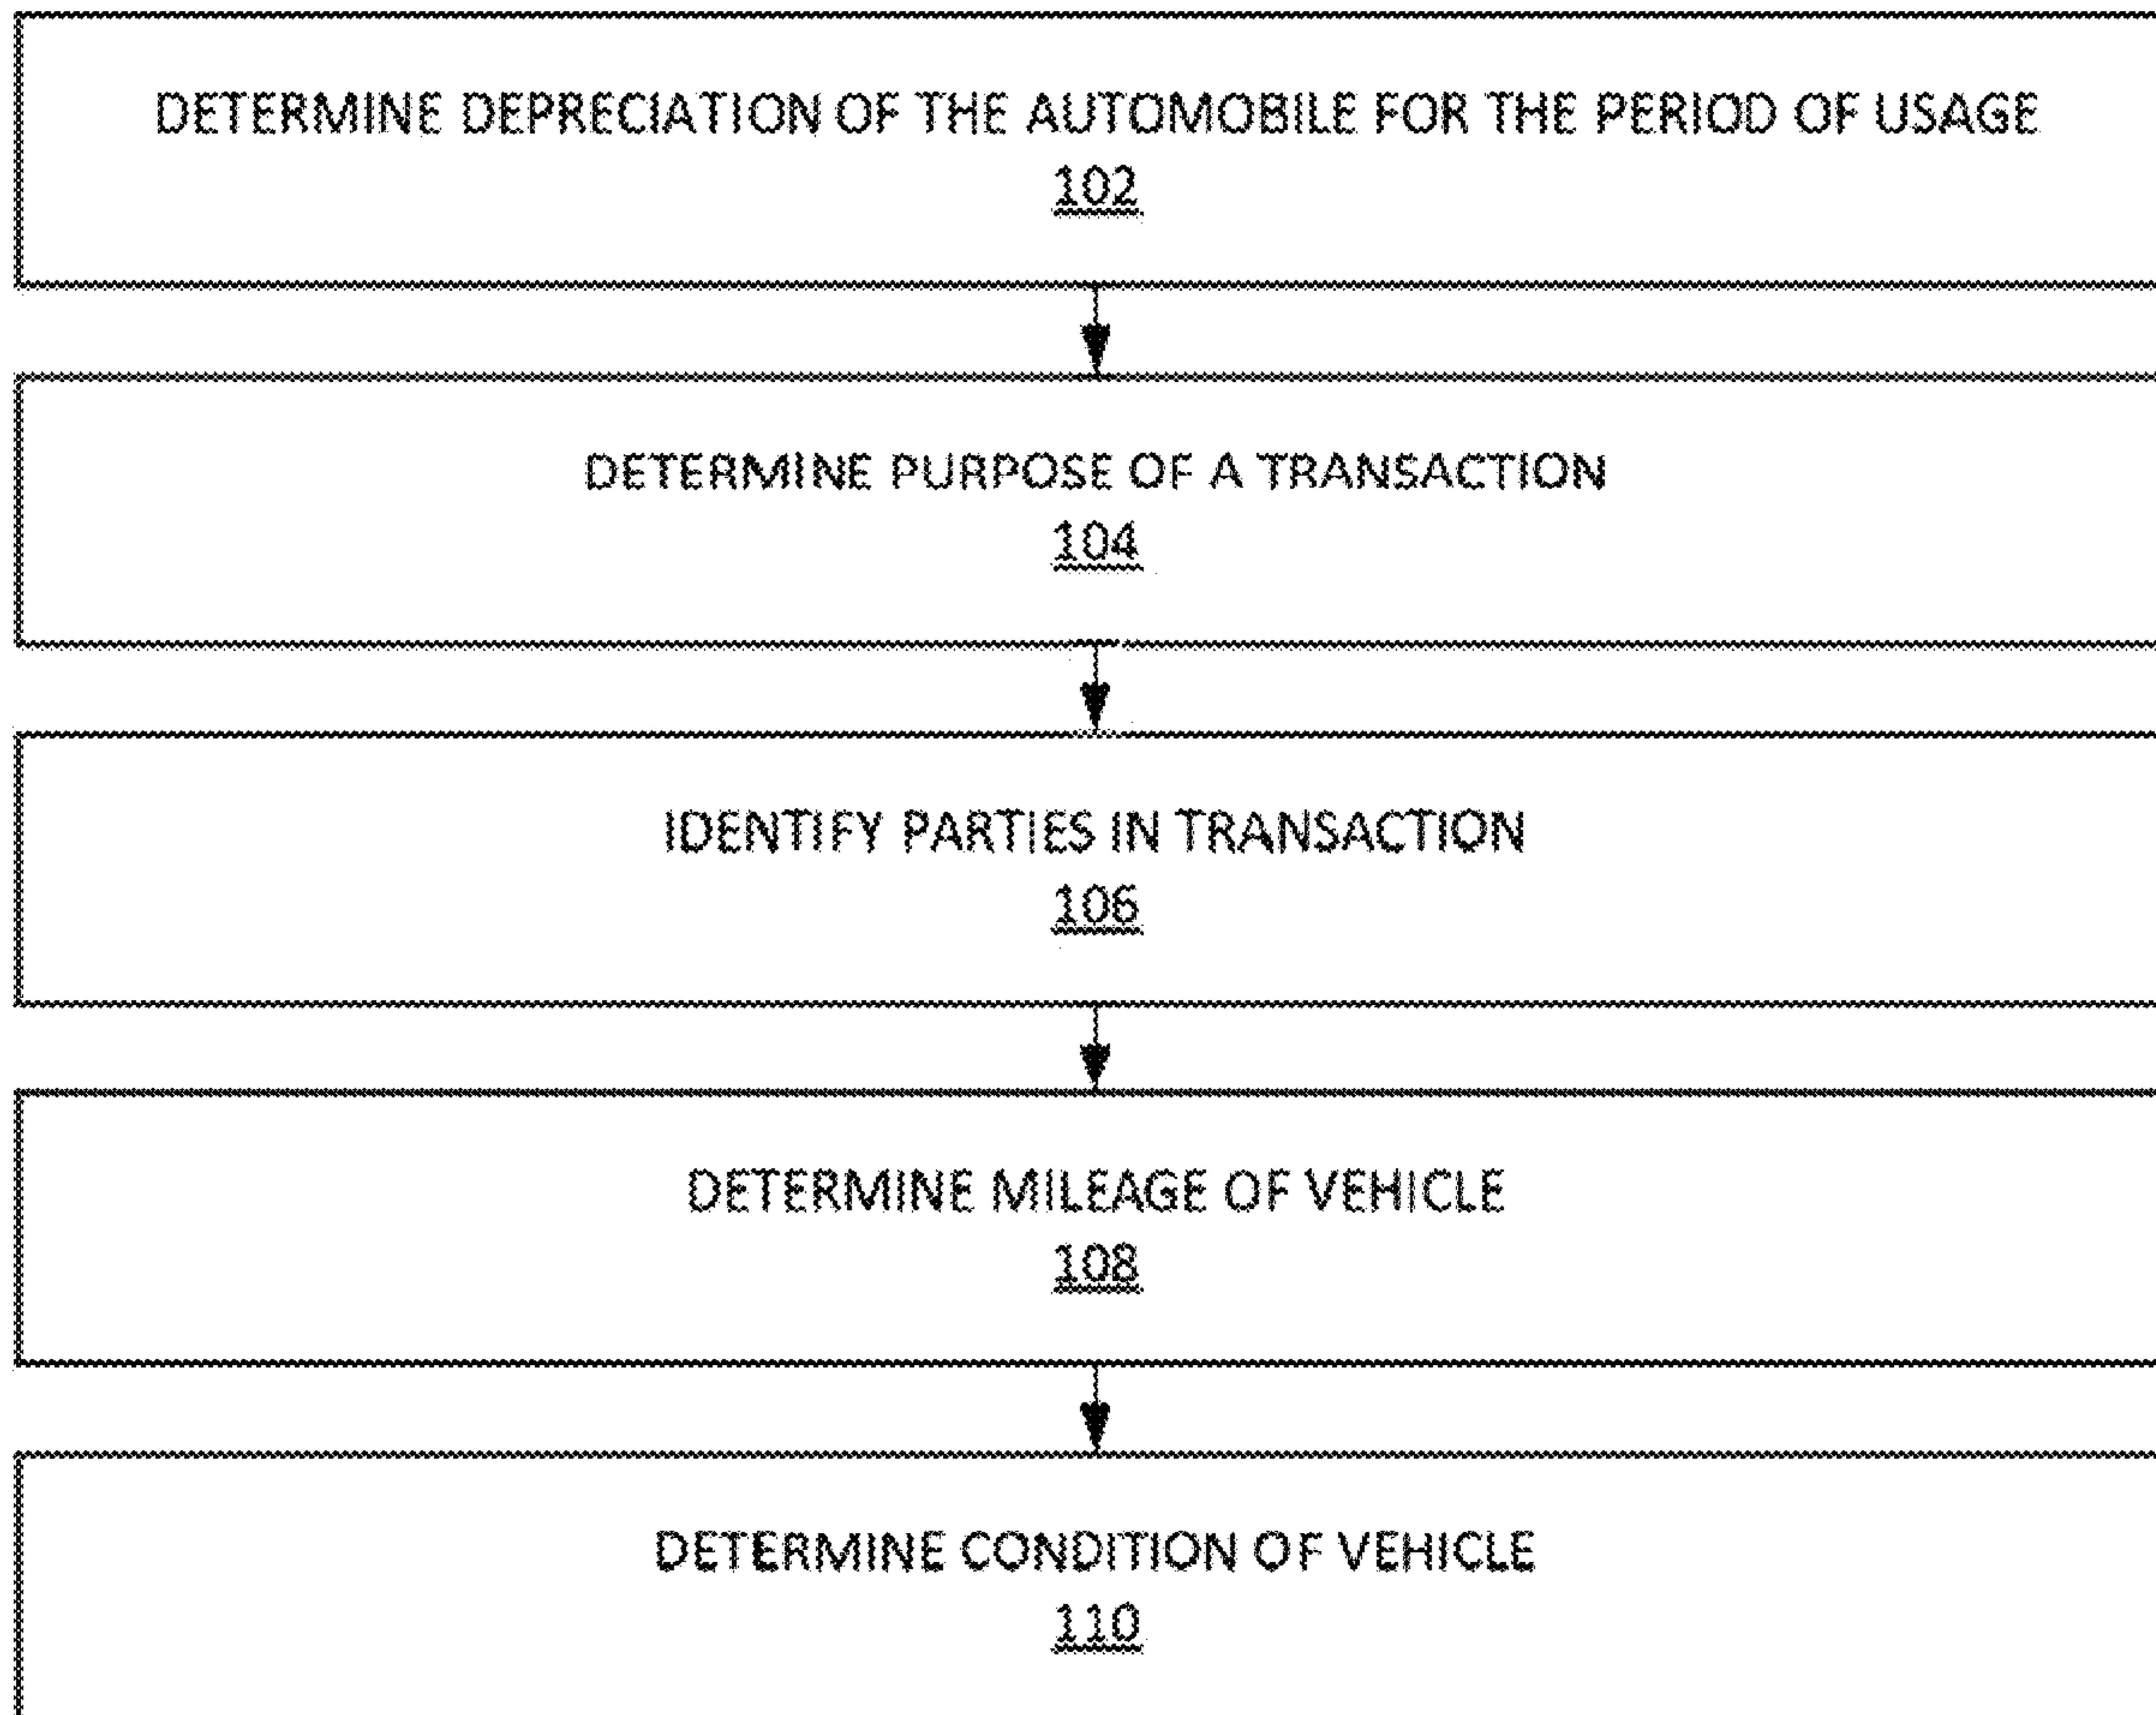 DETERMINE DEPRECIATION OF THE AUTOMOBILE FOR THE PERIOD OF USAGE
102
DETERMINE PURPOSE OF A TRANSACTION
104
IDENTIFY PARTIES IN TRANSACTION
106
DETERMINE MILEAGE OF VEHICLE
108
DETERMINE CONDITION OF VEHICLE
110